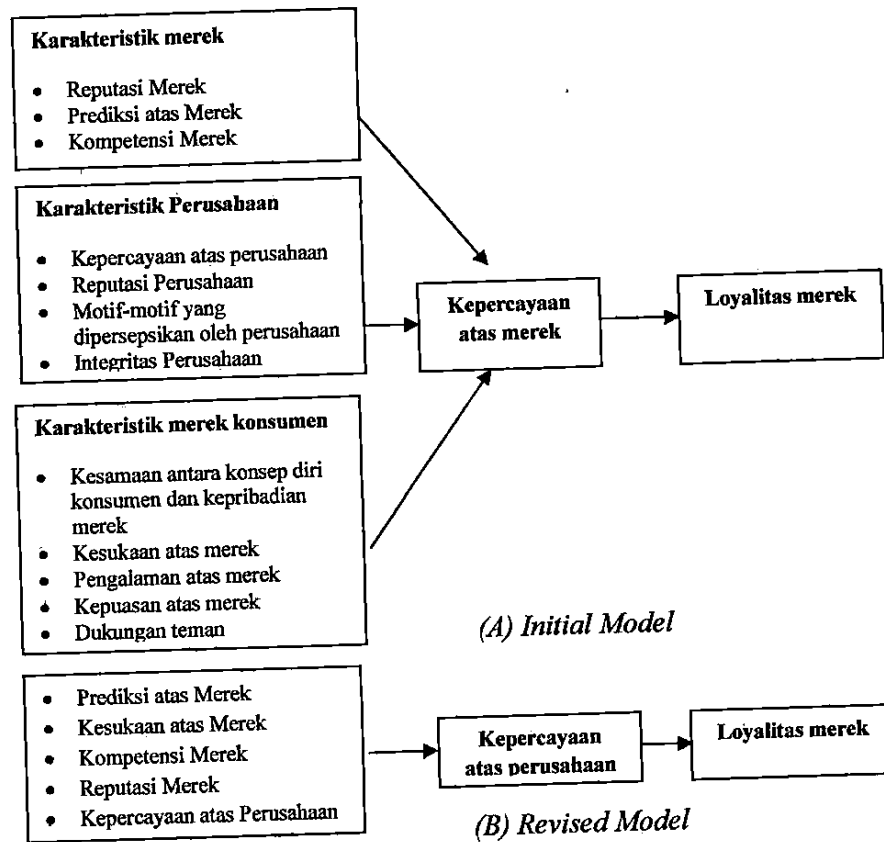 Karakteristik merek
• Reputasi Merek
• Prediksi atas Merek
• Kompetensi Merek
Karakteristik Perusahaan
• Kepercayaan atas perusahaan
• Reputasi Perusahaan
• Motif-motif yang
dipersepsikan oleh perusahaan
• Integritas Perusahaan
Karakteristik merek konsumen
• Kesamaan antara konsep diri
konsumen dan kepribadian
merek
• Kesukaan atas merek
• Pengalaman atas merek
• Kepuasan atas merek
• Dukungan teman
Kepercayaan
atas merek
Loyalitas merek
(A) Initial Model
• Prediksi atas Merek
• Kesukaan atas Merek
• Kompetensi Merek
• Reputasi Merek
• Kepercayaan atas Perusahaan
Kepercayaan
atas perusahaan
Loyalitas merek
(B) Revised Model